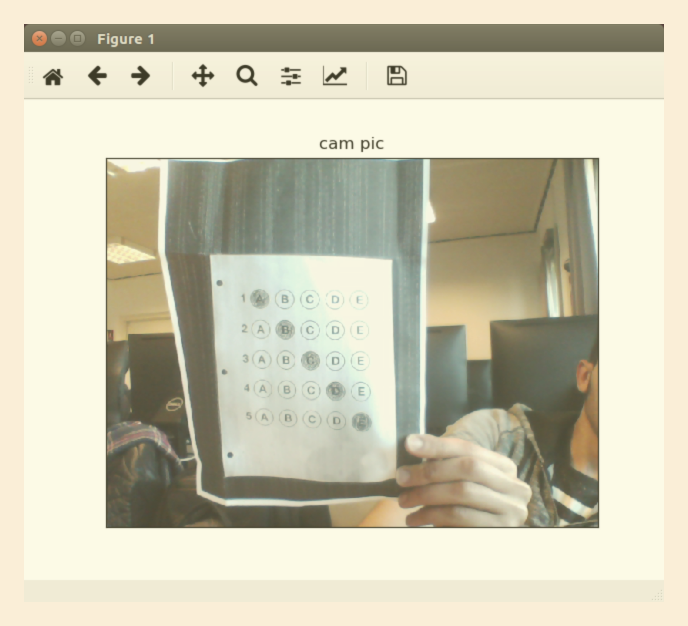 Figure 1
cam pic
1 A B C D E
2 A B C D E
3 A B C D E
4 A B C D E
5 A B C D E